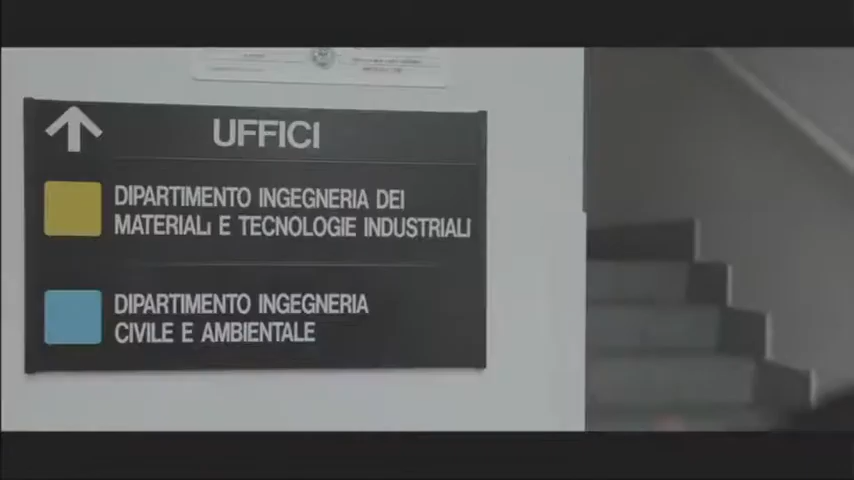 UFFICI
DIPARTIMENTO INGEGNERIA DEI
MATERIALI E TECNOLOGIE INDUSTRIALI
DIPARTIMENTO INGEGNERIA
CIVILE E AMBIENTALE